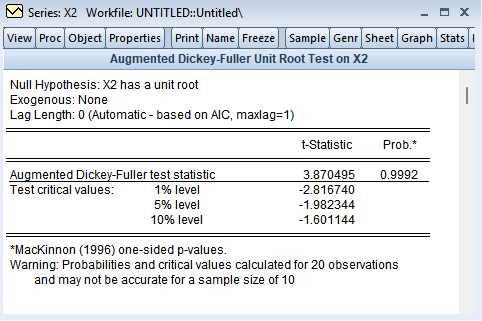 Series: X2 Workfile: UNTITLED::Untitled\
View Proc Object Properties Print Name Freeze Sample Genr Sheet Graph Stats
Augmented Dickey-Fuller Unit Root Test on X2
Null Hypothesis: X2 has a unit root
Exogenous: None
Lag Length: 0 (Automatic - based on AIC, maxlag=1)
t-Statistic Prob.*
Augmented Dickey-Fuller test statistic 3.870495 0.9992
Test critical values: 1% level -2.816740
5% level -1.982344
10% level -1.601144
*MacKinnon (1996) one-sided p-values.
Warning: Probabilities and critical values calculated for 20 observations
and may not be accurate for a sample size of 10